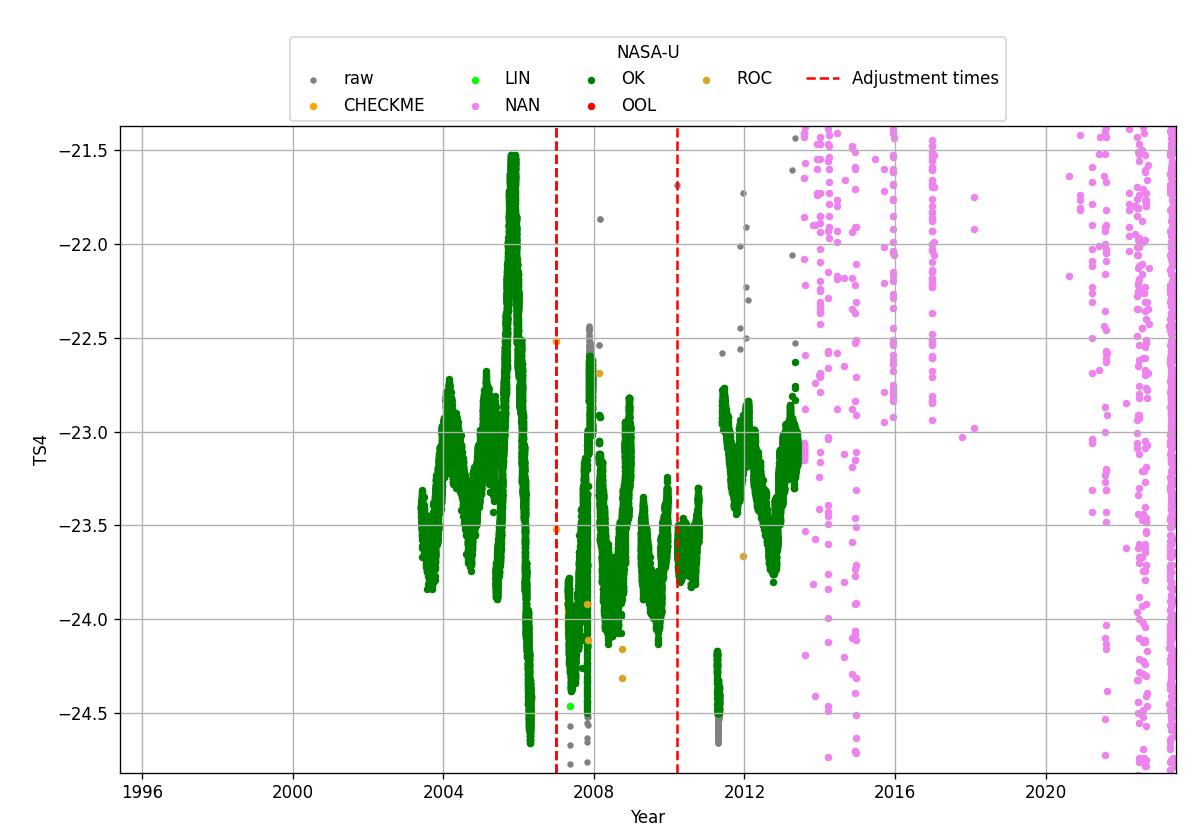 NASA-U
raw LIN OK ROC Adjustment times
CHECKME NAN OOL
−21.5
−22.0
−22.5
−23.0
−23.5
−24.0
−24.5
TS4
1996 2000 2004 2008 2012 2016 2020
Year